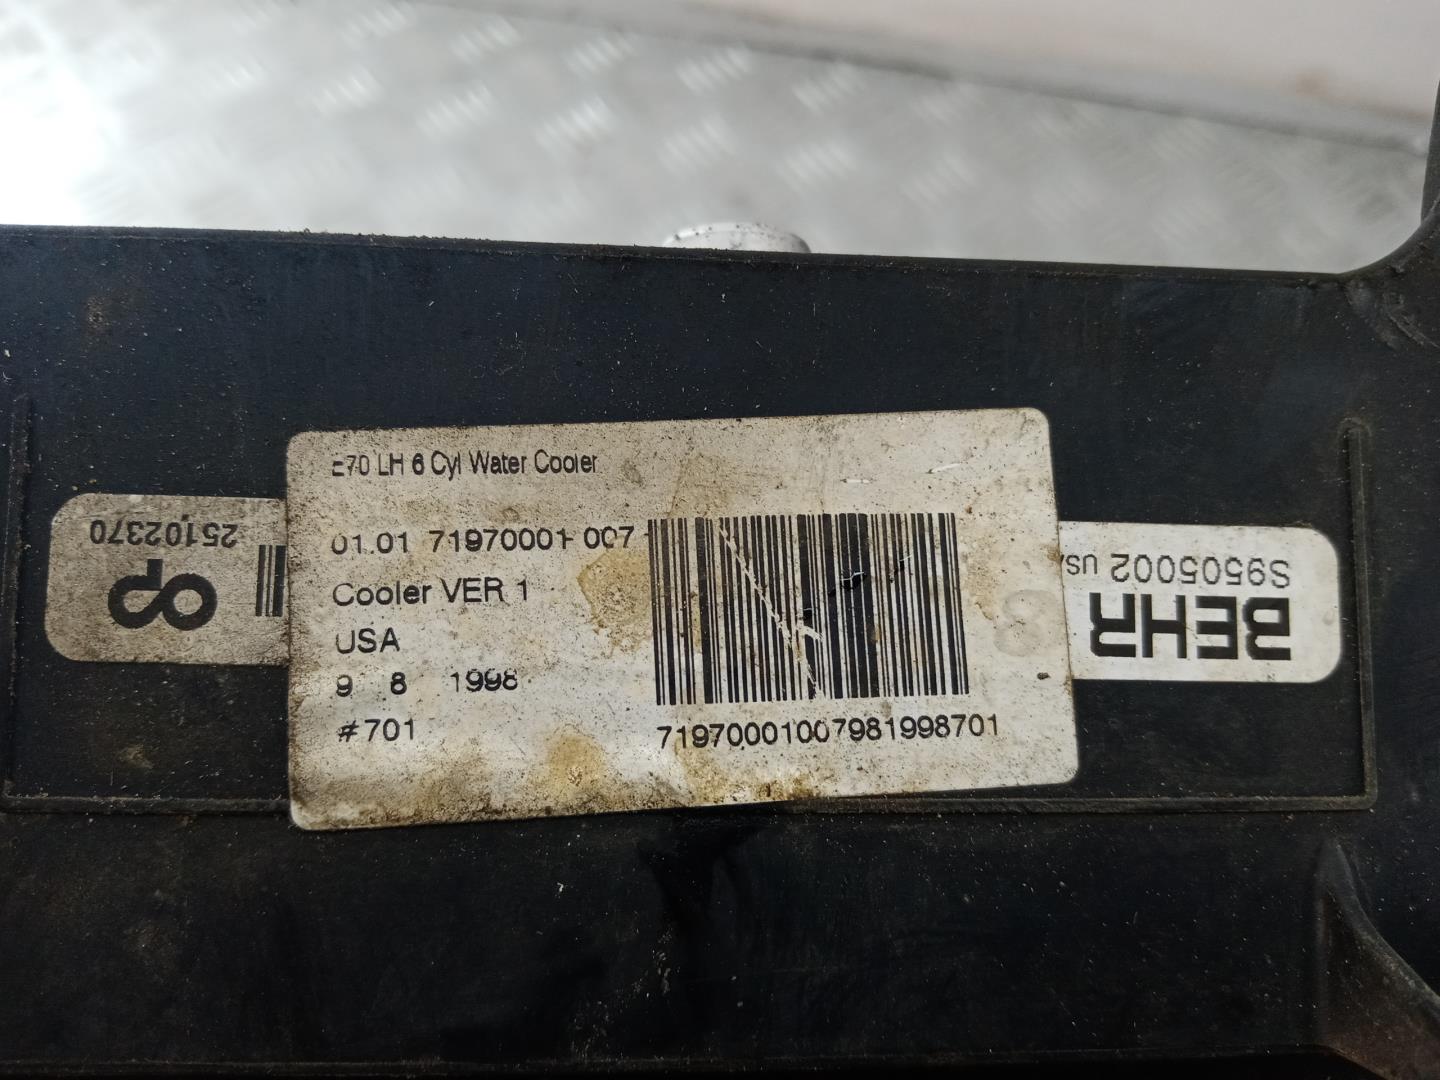 E70 LH 6 Cyl Water Cooler
01.01 71970001-007
Cooler VER 1
USA
9 8 1998
#701
71970001007981998701
25102370
S9505002 USA
BEHR